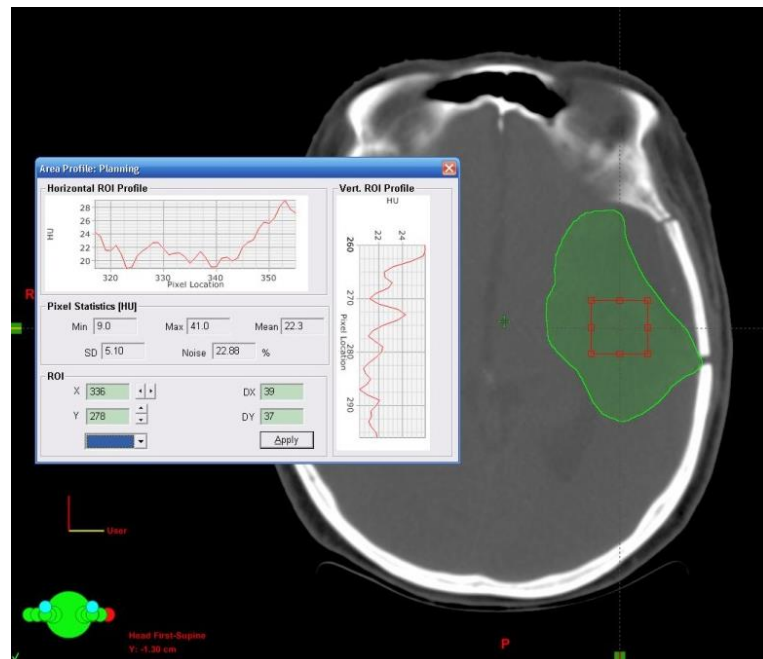 Area Profile: Planning
Horizontal ROI Profile
HU
28
26
24
22
20
320 330 340 350
Pixel Location
Vert. ROI Profile
HU
22 24
260
270
280
290
Pixel Location
Pixel Statistics [HU]
Min 9.0 Max 41.0 Mean 22.3
SD 5.10 Noise 22.88 %
ROI
X 336 DX 39
Y 278 DY 37
Apply
R
User
Head First-Supine
Y: -1.30 cm
P